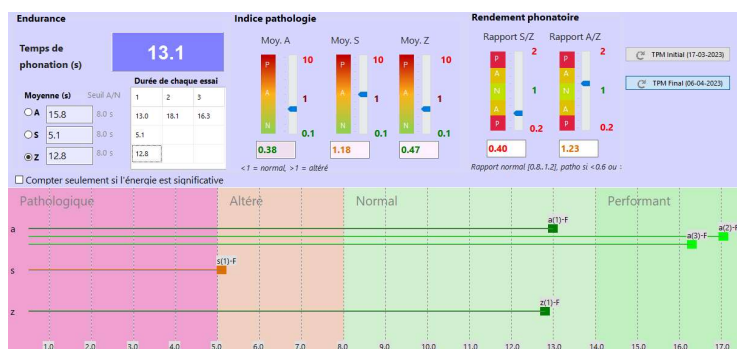 Endurance
Temps de phonation (s)
13.1
Durée de chaque essai
Moyenne (s) Seuil A/N 1 2 3
A 15.8 8.0 s 13.0 18.1 16.3
S 5.1 8.0 s 5.1
Z 12.8 8.0 s 12.8
Compter seulement si l'énergie est significative
Indice pathologie
Moy. A Moy. S Moy. Z
P 10 P 10 P 10
A 1 A 1 A 1
N 0.1 N 0.1 N 0.1
0.38 1.18 0.47
<1 = normal, >1 = altéré
Rendement phonatoire
Rapport S/Z Rapport A/Z
P 2 P 2
A A
N 1 N 1
A A
P 0.2 P 0.2
0.40 1.23
Rapport normal [0.8..1.2], patho si <0.6 ou :
TPM Initial (17-03-2023)
TPM Final (06-04-2023)
Pathologique Altéré Normal Performant
a a(1)-F a(2)-F
a(3)-F
s s(1)-F
z z(1)-F
1.0 2.0 3.0 4.0 5.0 6.0 7.0 8.0 9.0 10.0 11.0 12.0 13.0 14.0 15.0 16.0 17.0